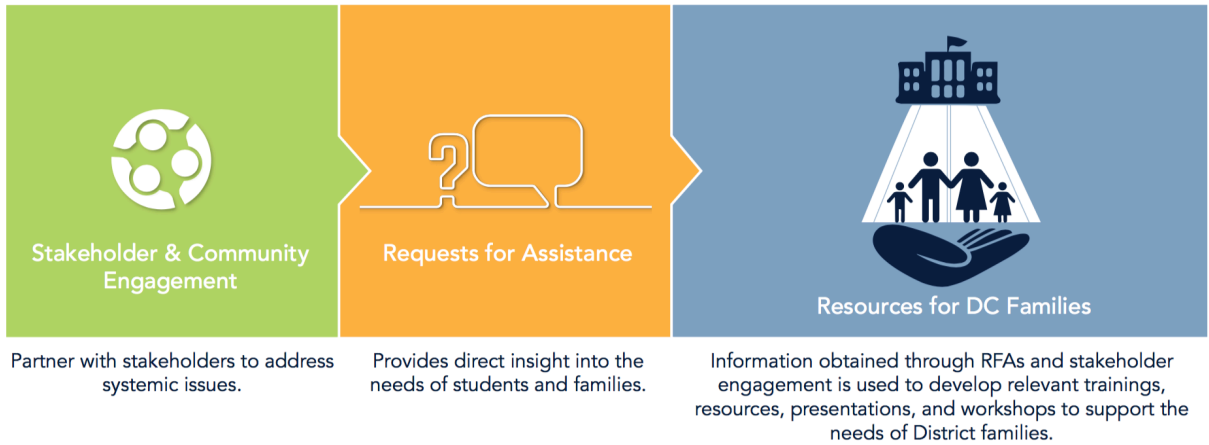 Stakeholder & Community
Engagement
Partner with stakeholders to address
systemic issues.
Requests for Assistance
Provides direct insight into the
needs of students and families.
Resources for DC Families
Information obtained through RFAs and stakeholder
engagement is used to develop relevant trainings,
resources, presentations, and workshops to support the
needs of District families.